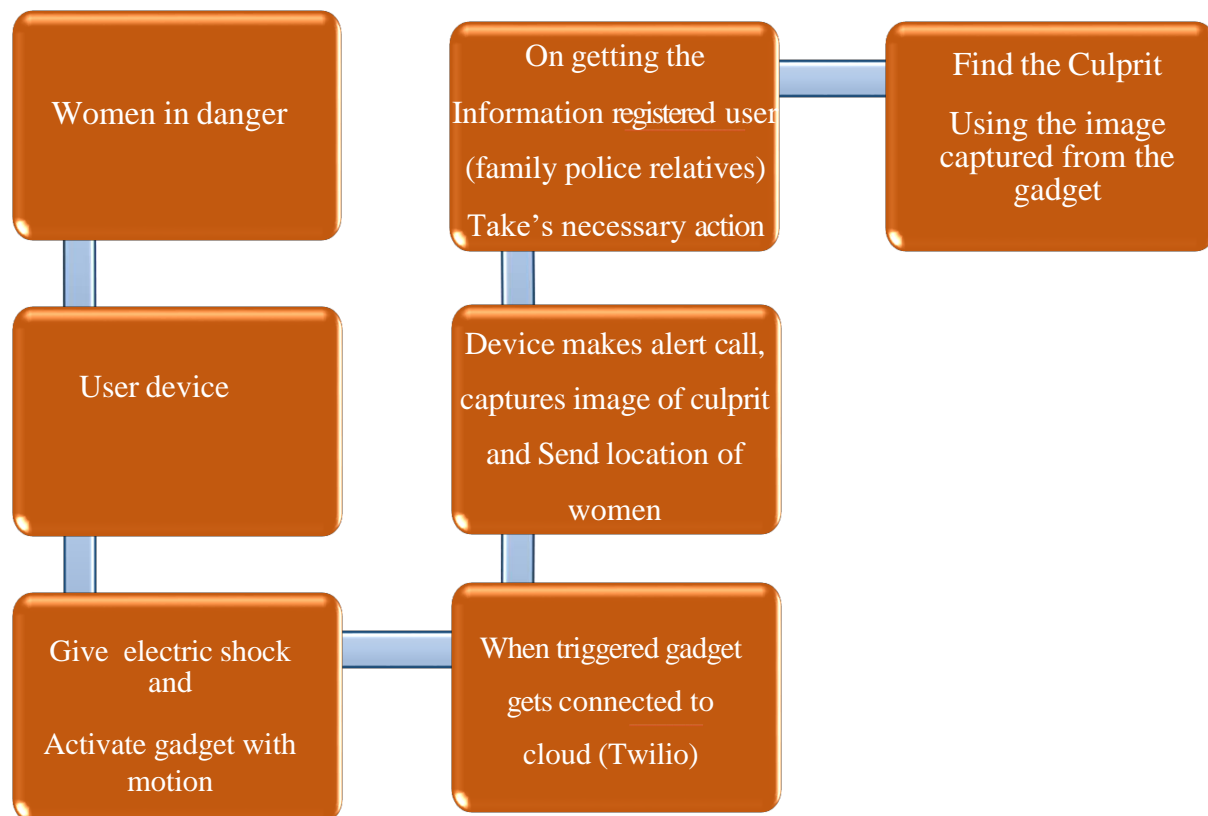 Women in danger
User device
Give electric shock
and
Activate gadget with
motion
When triggered gadget
gets connected to
cloud (Twilio)
Device makes alert call,
captures image of culprit
and Send location of
women
On getting the
Information registered user
(family police relatives)
Take's necessary action
Find the Culprit
Using the image
captured from the
gadget